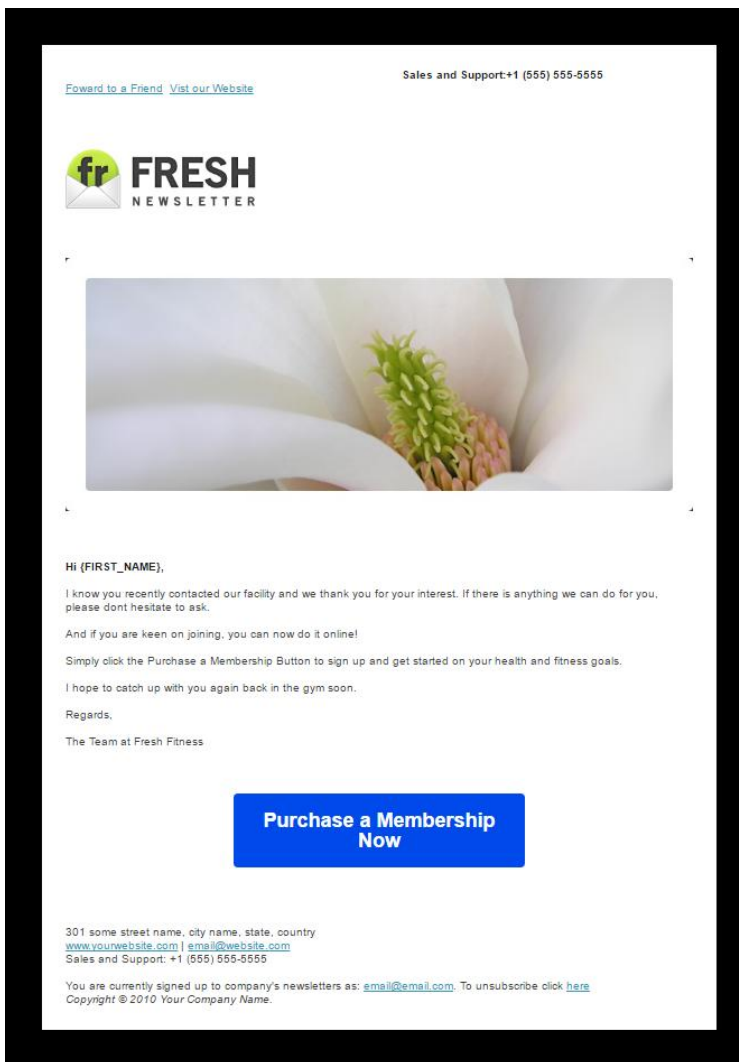 Sales and Support:+1 (555) 555-5555
Foward to a Friend Vist our Website
fr FRESH
NEWSLETTER
Hi {FIRST_NAME},
I know you recently contacted our facility and we thank you for your interest. If there is anything we can do for you,
please dont hesitate to ask.
And if you are keen on joining, you can now do it online!
Simply click the Purchase a Membership Button to sign up and get started on your health and fitness goals.
I hope to catch up with you again back in the gym soon.
Regards,
The Team at Fresh Fitness
Purchase a Membership
Now
301 some street name, city name, state, country
www.yourwebsite.com | email@website.com
Sales and Support: +1 (555) 555-5555
You are currently signed up to company's newsletters as: email@email.com. To unsubscribe click here
Copyright © 2010 Your Company Name.